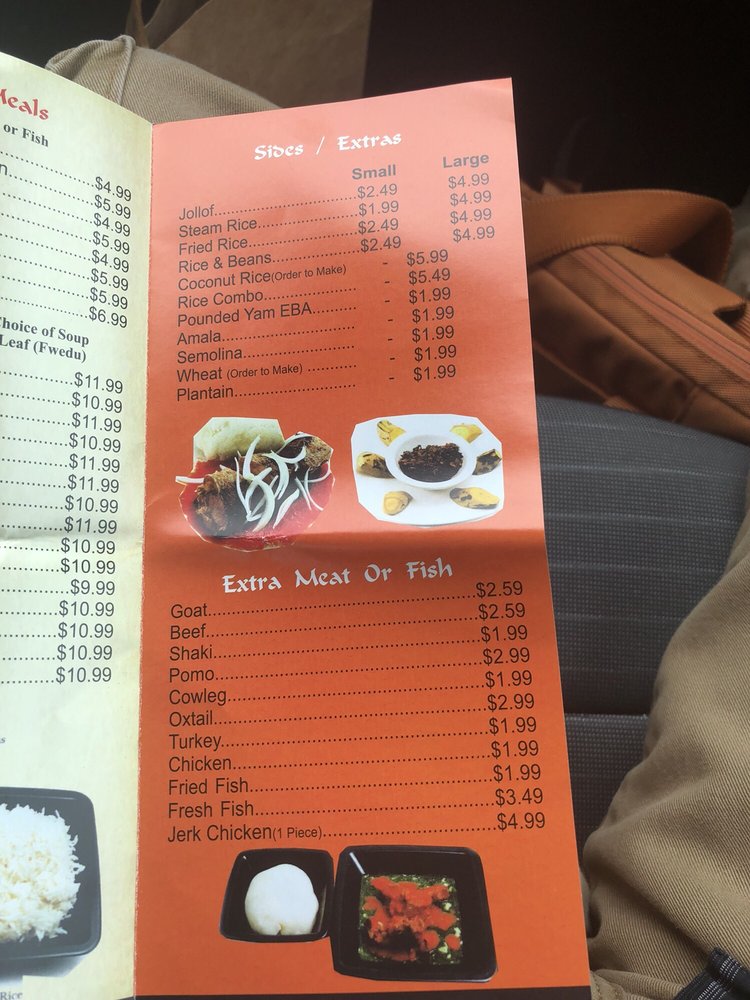 Meals
or Fish
$4.99
$5.99
$4.99
$5.99
$4.99
$5.99
$5.99
$6.99
Choice of Soup
Leaf (Fwedu)
$11.99
$10.99
$11.99
$10.99
$11.99
$11.99
$10.99
$11.99
$10.99
$10.99
$9.99
$10.99
$10.99
$10.99
$10.99
Rice
Sides / Extras
Small Large
Jollof $2.49 $4.99
Steam Rice $1.99 $4.99
Fried Rice $2.49 $4.99
Rice & Beans $2.49 $4.99
Coconut Rice(Order to Make) - $5.99
Rice Combo - $5.49
Pounded Yam EBA - $1.99
Amala - $1.99
Semolina - $1.99
Wheat (Order to Make) - $1.99
Plantain - $1.99
Extra Meat Or Fish
Goat $2.59
Beef $2.59
Shaki $1.99
Pomo $2.99
Cowleg $1.99
Oxtail $2.99
Turkey $1.99
Chicken $1.99
Fried Fish $1.99
Fresh Fish $3.49
Jerk Chicken(1 Piece) $4.99